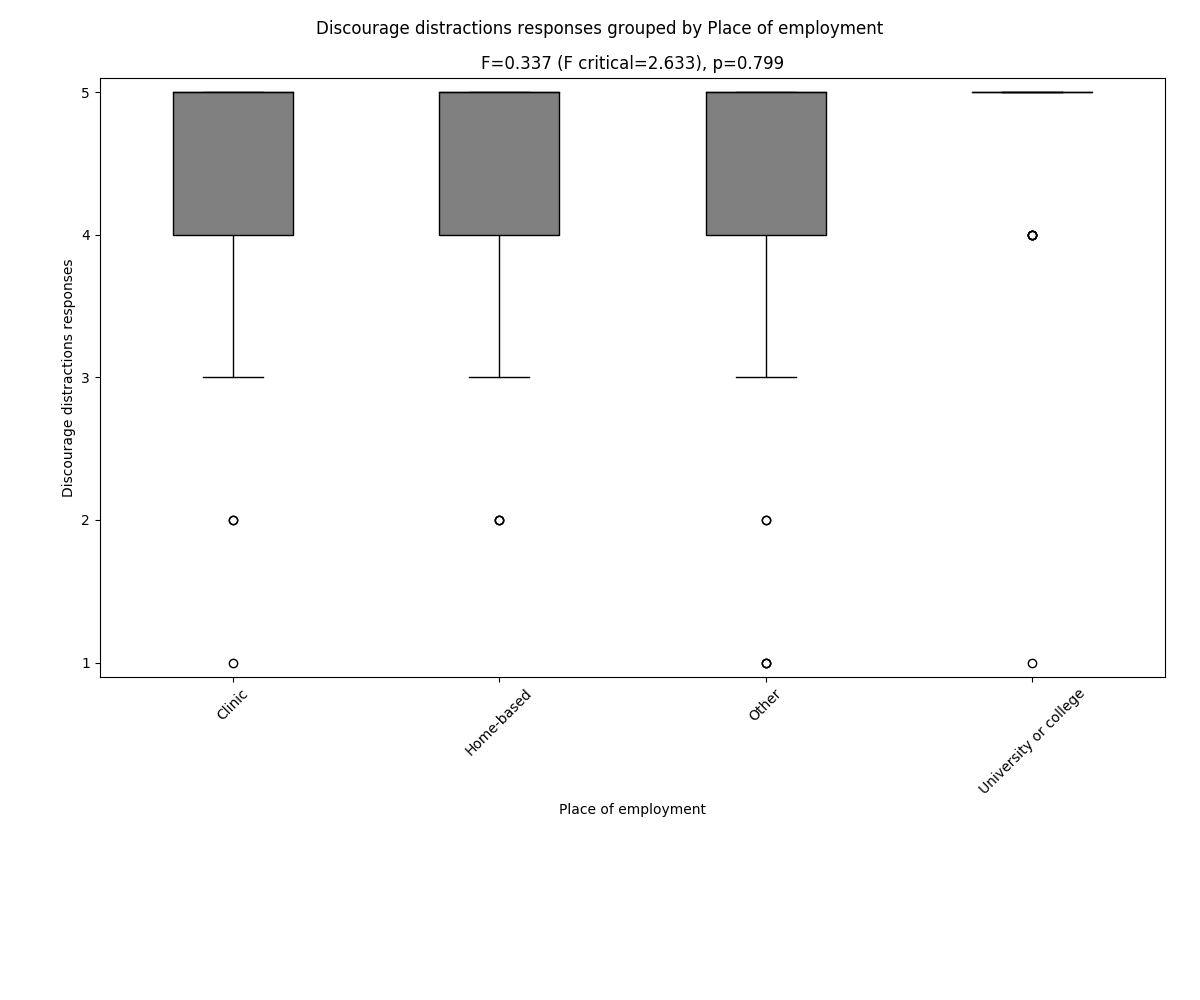 Discourage distractions responses grouped by Place of employment
F=0.337 (F critical=2.633), p=0.799
Discourage distractions responses
5
4
3
2
1
Clinic
Home-based
Other
University or college
Place of employment